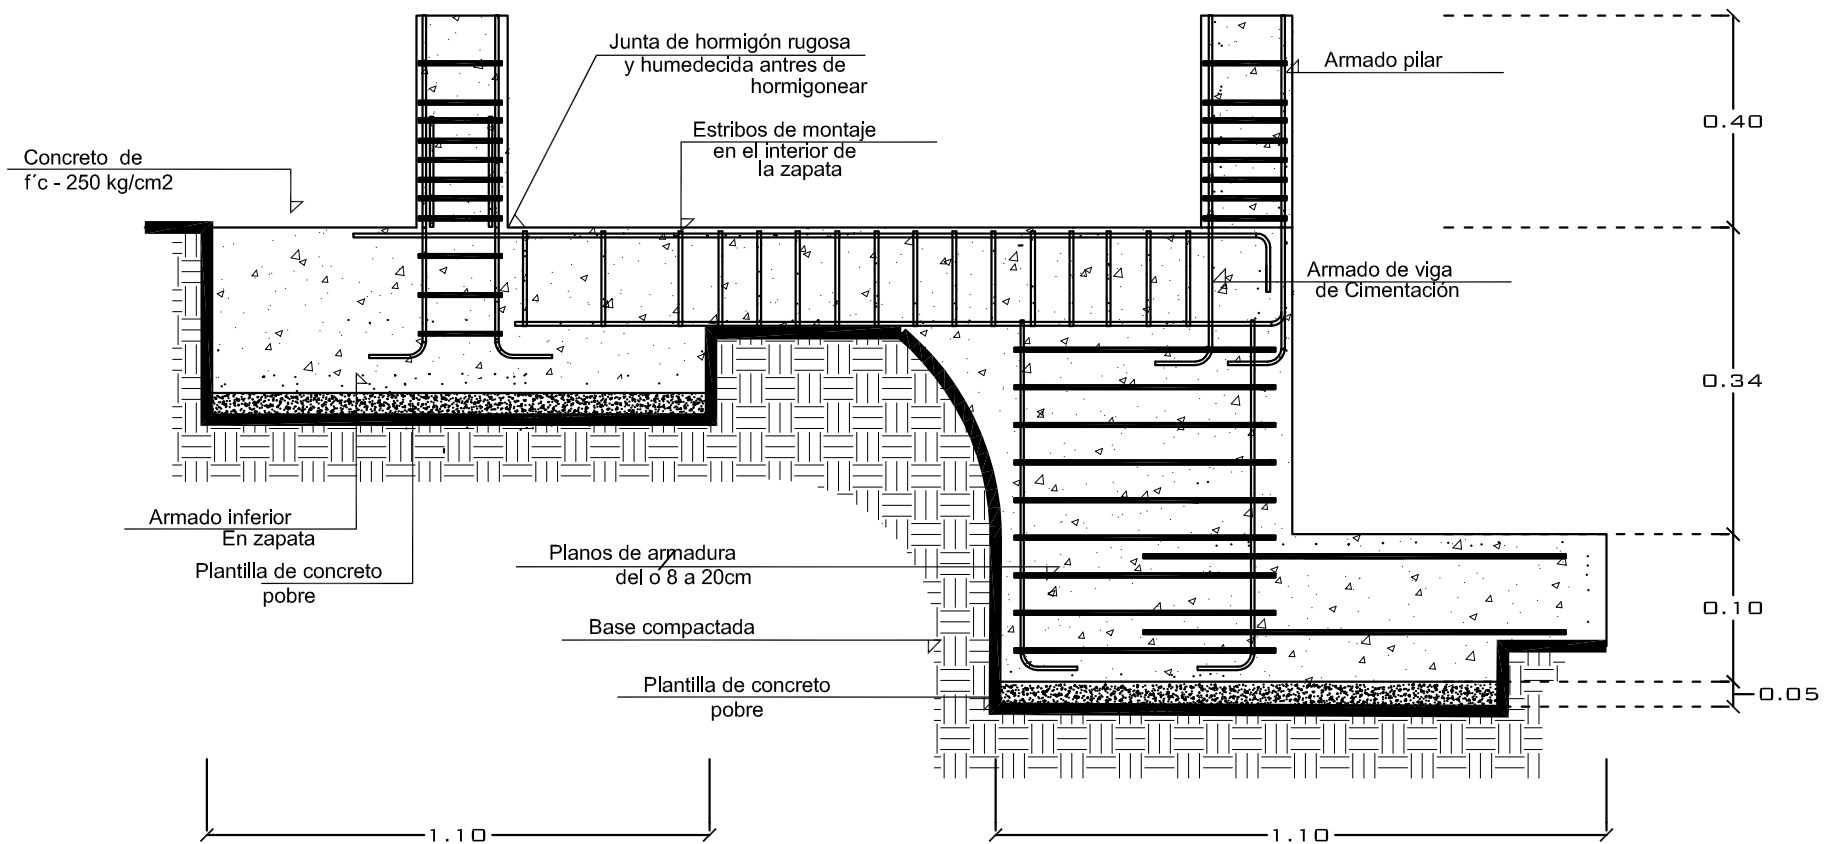 Junta de hormigón rugosa
y humedecida antres de
hormigonear
Armado pilar
0.40
Estribos de montaje
en el interior de
la zapata
Concreto de
f´c - 250 kg/cm2
Armado de viga
de Cimentación
0.34
Armado inferior
En zapata
Plantilla de concreto
pobre
Planos de armadura
del o 8 a 20cm
0.10
Base compactada
Plantilla de concreto
pobre
0.05
1.10
1.10